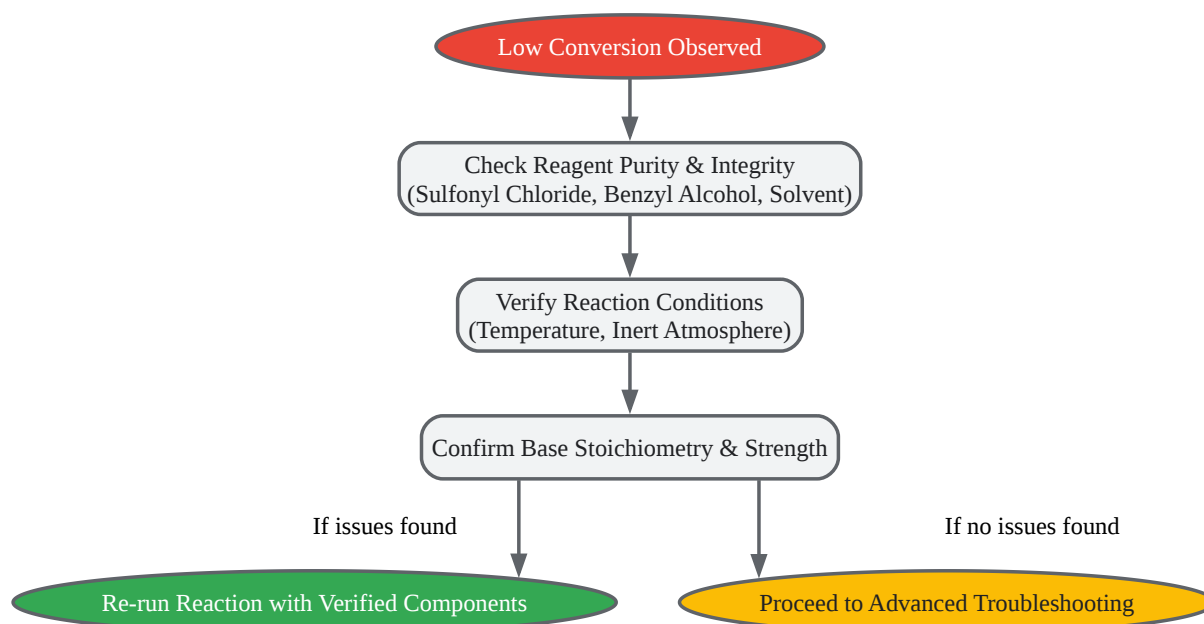 Low Conversion Observed
Check Reagent Purity & Integrity
(Sulfonyl Chloride, Benzyl Alcohol, Solvent)
Verify Reaction Conditions
(Temperature, Inert Atmosphere)
Confirm Base Stoichiometry & Strength
If issues found
If no issues found
Re-run Reaction with Verified Components
Proceed to Advanced Troubleshooting